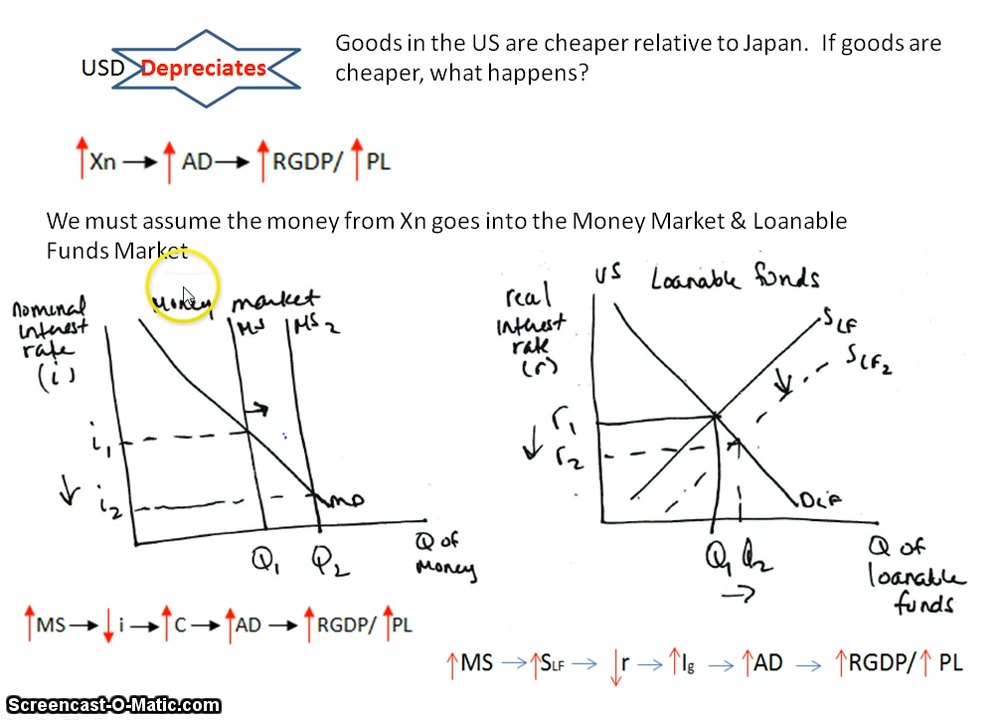 USD Depreciates
Goods in the US are cheaper relative to Japan. If goods are
cheaper, what happens?
↑Xn → ↑ AD → ↑RGDP/ ↑PL
We must assume the money from Xn goes into the Money Market & Loanable
Funds Market
Nominal
interest
rate
(i)
Money market
MS
MS2
i1
↓ i2
MD
Q1 Q2
Q of
Money
real
interest
rate
(r)
US Loanable funds
SLF
SLF2
r1
↓ r2
DLF
Q1 Q2
→
Q of
loanable
funds
↑MS → ↓i → ↑C → ↑AD → ↑RGDP/ ↑PL
↑MS → ↑SLF → ↓r → ↑Ig → ↑AD → ↑RGDP/↑ PL
Screencast-O-Matic.com